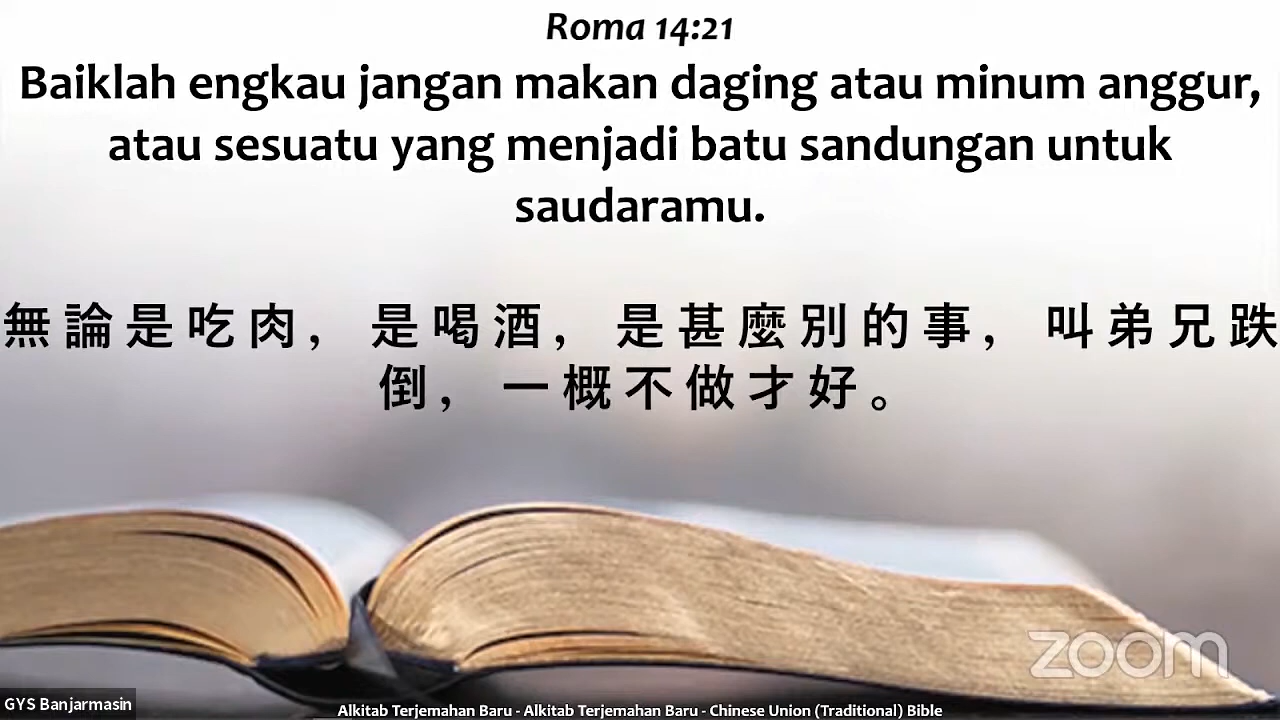 Roma 14:21
Baiklah engkau jangan makan daging atau minum anggur,
atau sesuatu yang menjadi batu sandungan untuk
saudaramu.
無論是吃肉，是喝酒，是甚麼別的事，叫弟兄跌
倒，一概不做才好。
zoom
GYS Banjarmasin
Alkitab Terjemahan Baru - Alkitab Terjemahan Baru - Chinese Union (Traditional) Bible